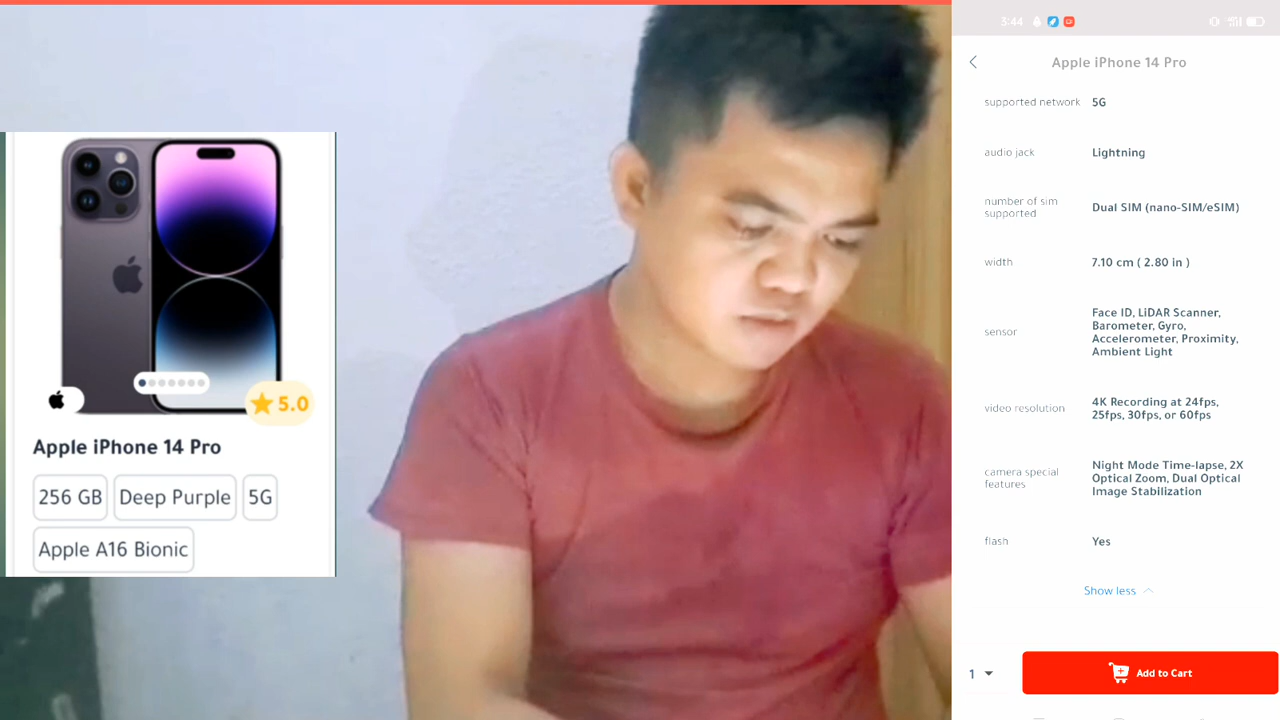 5.0
Apple iPhone 14 Pro
256 GB
Deep Purple
5G
Apple A16 Bionic
3:44
Apple iPhone 14 Pro
supported network 5G
audio jack Lightning
number of sim
supported
Dual SIM (nano-SIM/eSIM)
width 7.10 cm ( 2.80 in )
sensor
Face ID, LiDAR Scanner,
Barometer, Gyro,
Accelerometer, Proximity,
Ambient Light
video resolution
4K Recording at 24fps,
25fps, 30fps, or 60fps
camera special
features
Night Mode Time-lapse, 2X
Optical Zoom, Dual Optical
Image Stabilization
flash Yes
Show less
1
Add to Cart